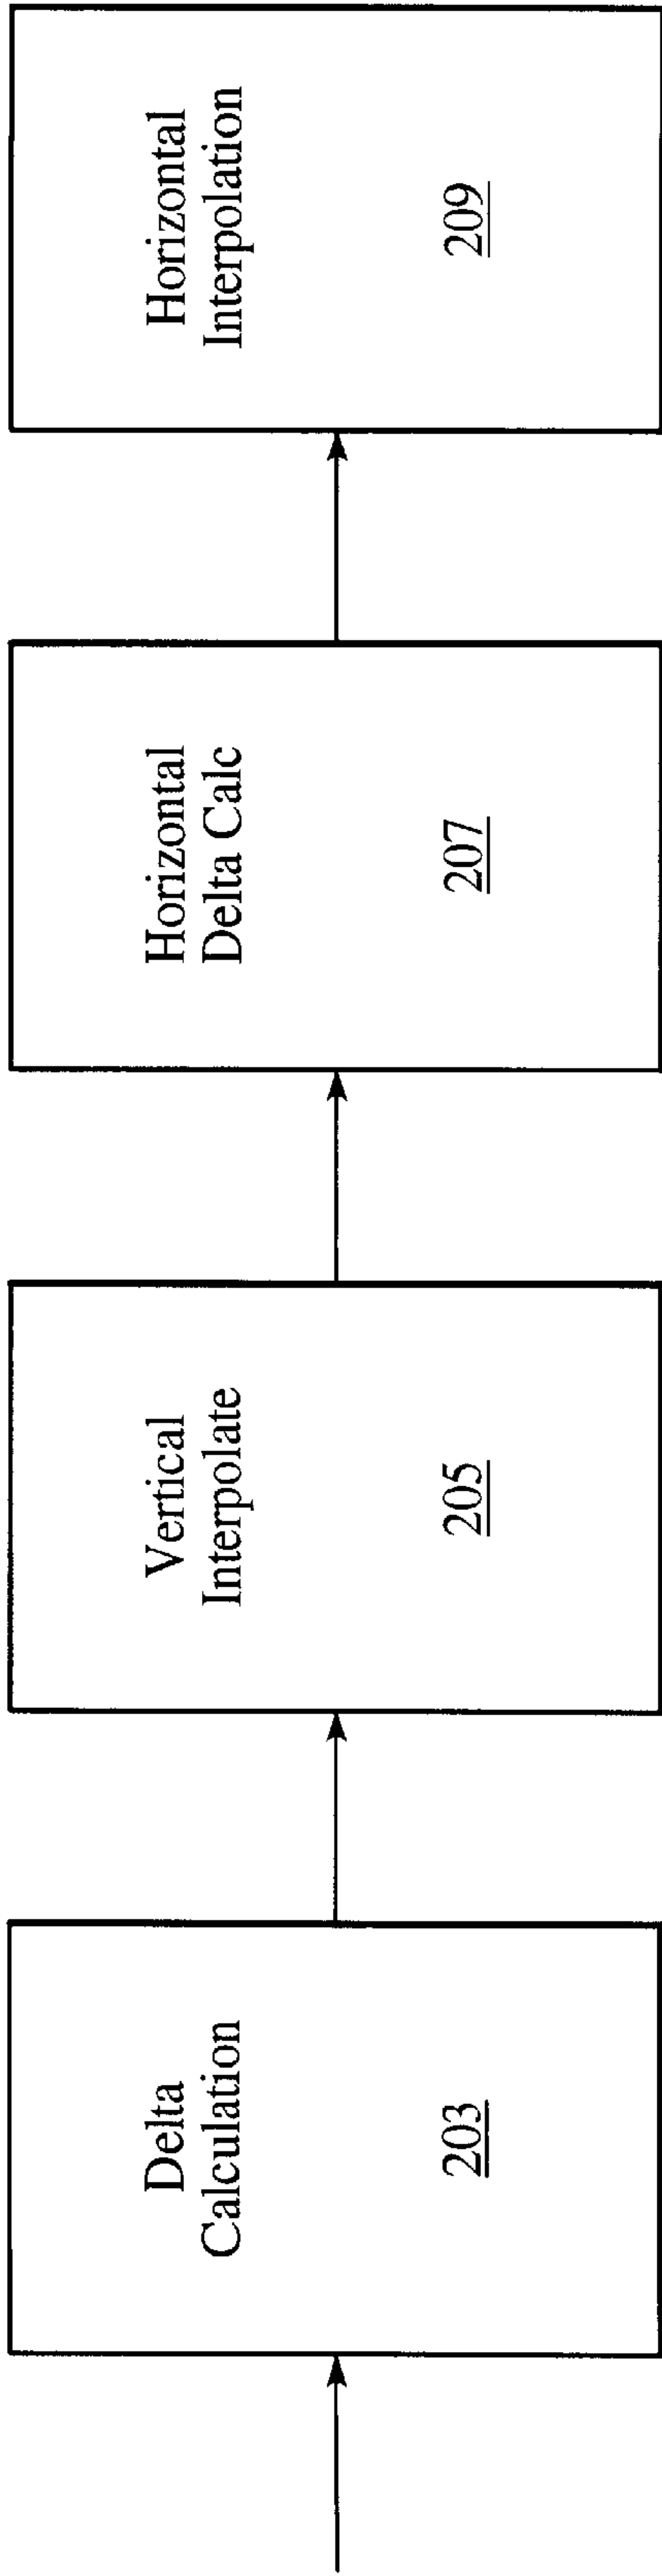 Delta
Calculation
203
Vertical
Interpolate
205
Horizontal
Delta Calc
207
Horizontal
Interpolation
209